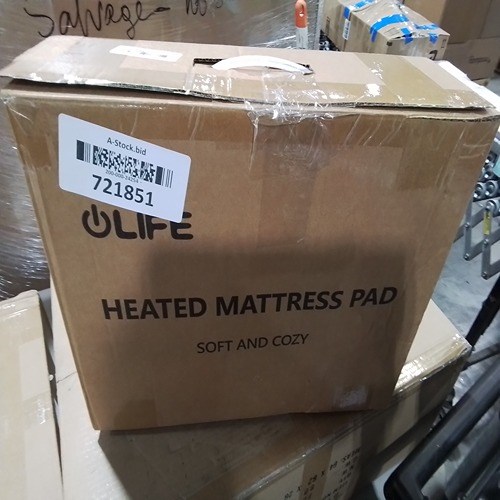 Salvage
A-Stock.bid
721851
LIFE
HEATED MATTRESS PAD
SOFT AND COZY